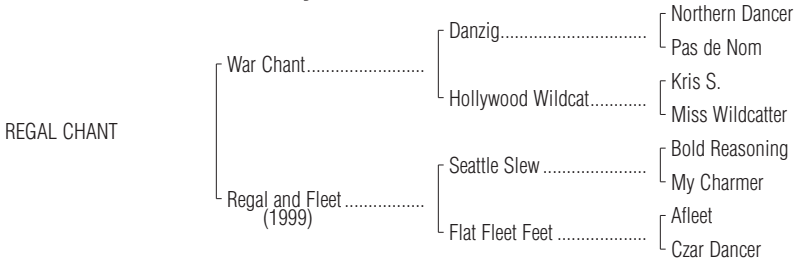 Northern Dancer
Danzig..................................
Pas de Nom
War Chant.........................
Kris S.
Hollywood Wildcat.............
Miss Wildcatter
REGAL CHANT
Bold Reasoning
Seattle Slew ......................
My Charmer
Regal and Fleet .................
(1999)
Afleet
Flat Fleet Feet ...................
Czar Dancer